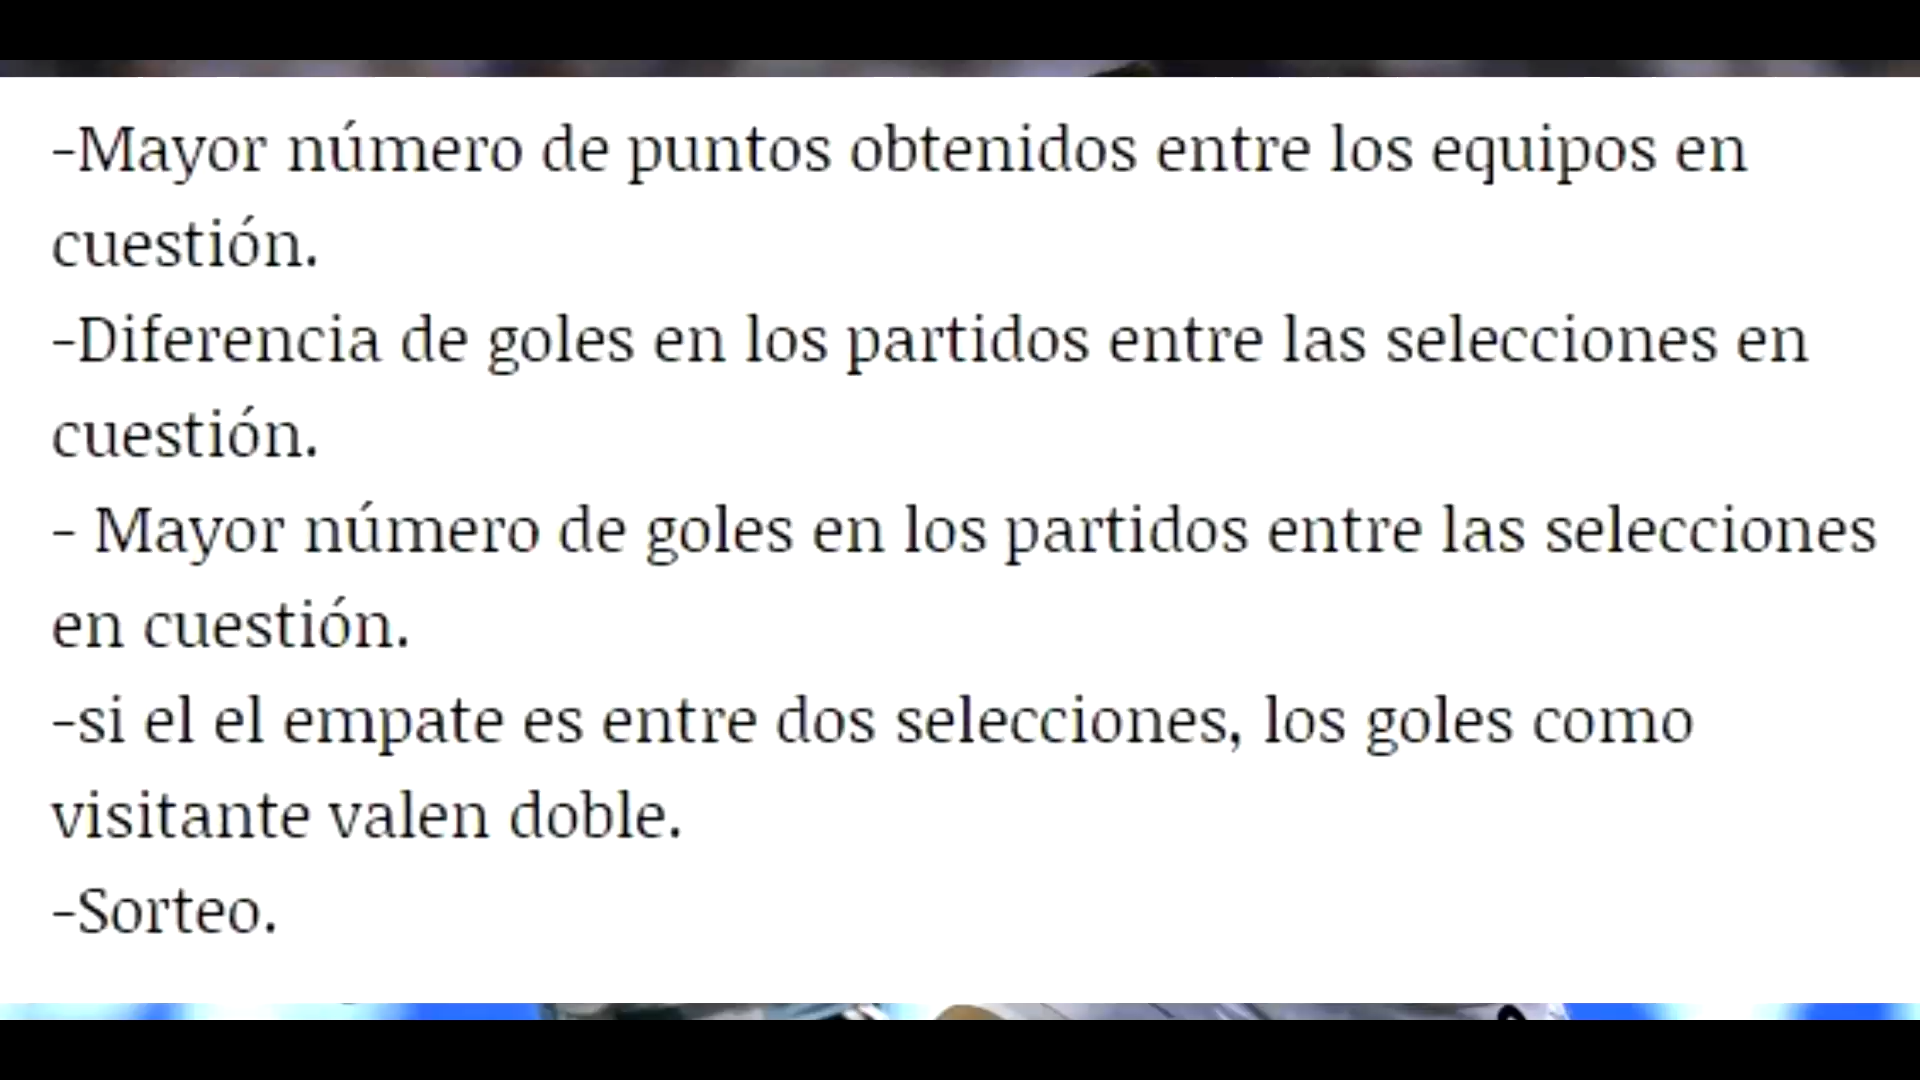 -Mayor número de puntos obtenidos entre los equipos en
cuestión.
-Diferencia de goles en los partidos entre las selecciones en
cuestión.
- Mayor número de goles en los partidos entre las selecciones
en cuestión.
-si el el empate es entre dos selecciones, los goles como
visitante valen doble.
-Sorteo.